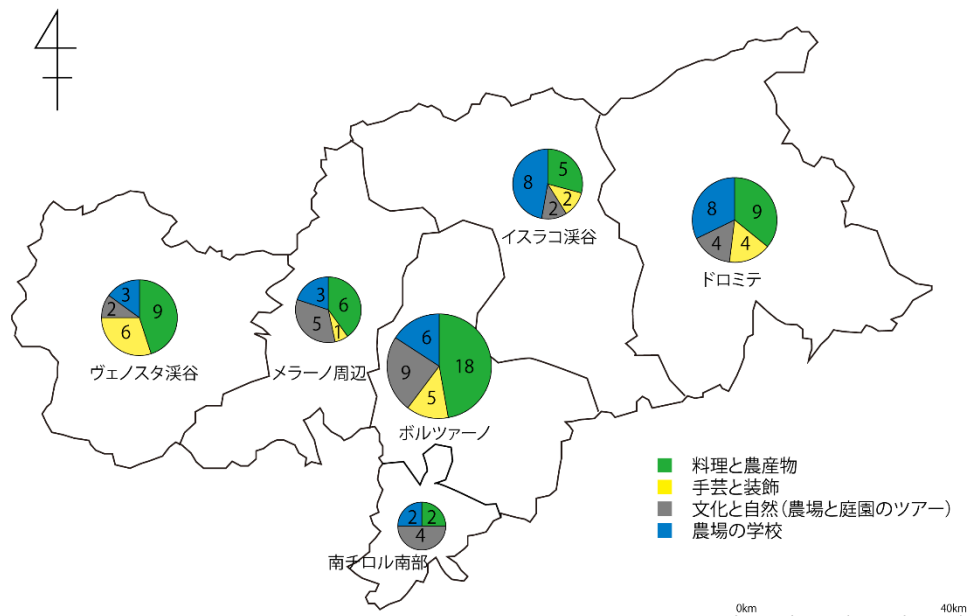 8
5
2
2
イスラコ渓谷
8
9
4
4
ドロミテ
3
9
2
6
ヴェノスタ渓谷
3
6
5
1
メラーノ周辺
6
18
9
5
ボルツァーノ
2
2
4
南チロル南部
料理と農産物
手芸と装飾
文化と自然（農場と庭園のツアー）
農場の学校
0km 40km